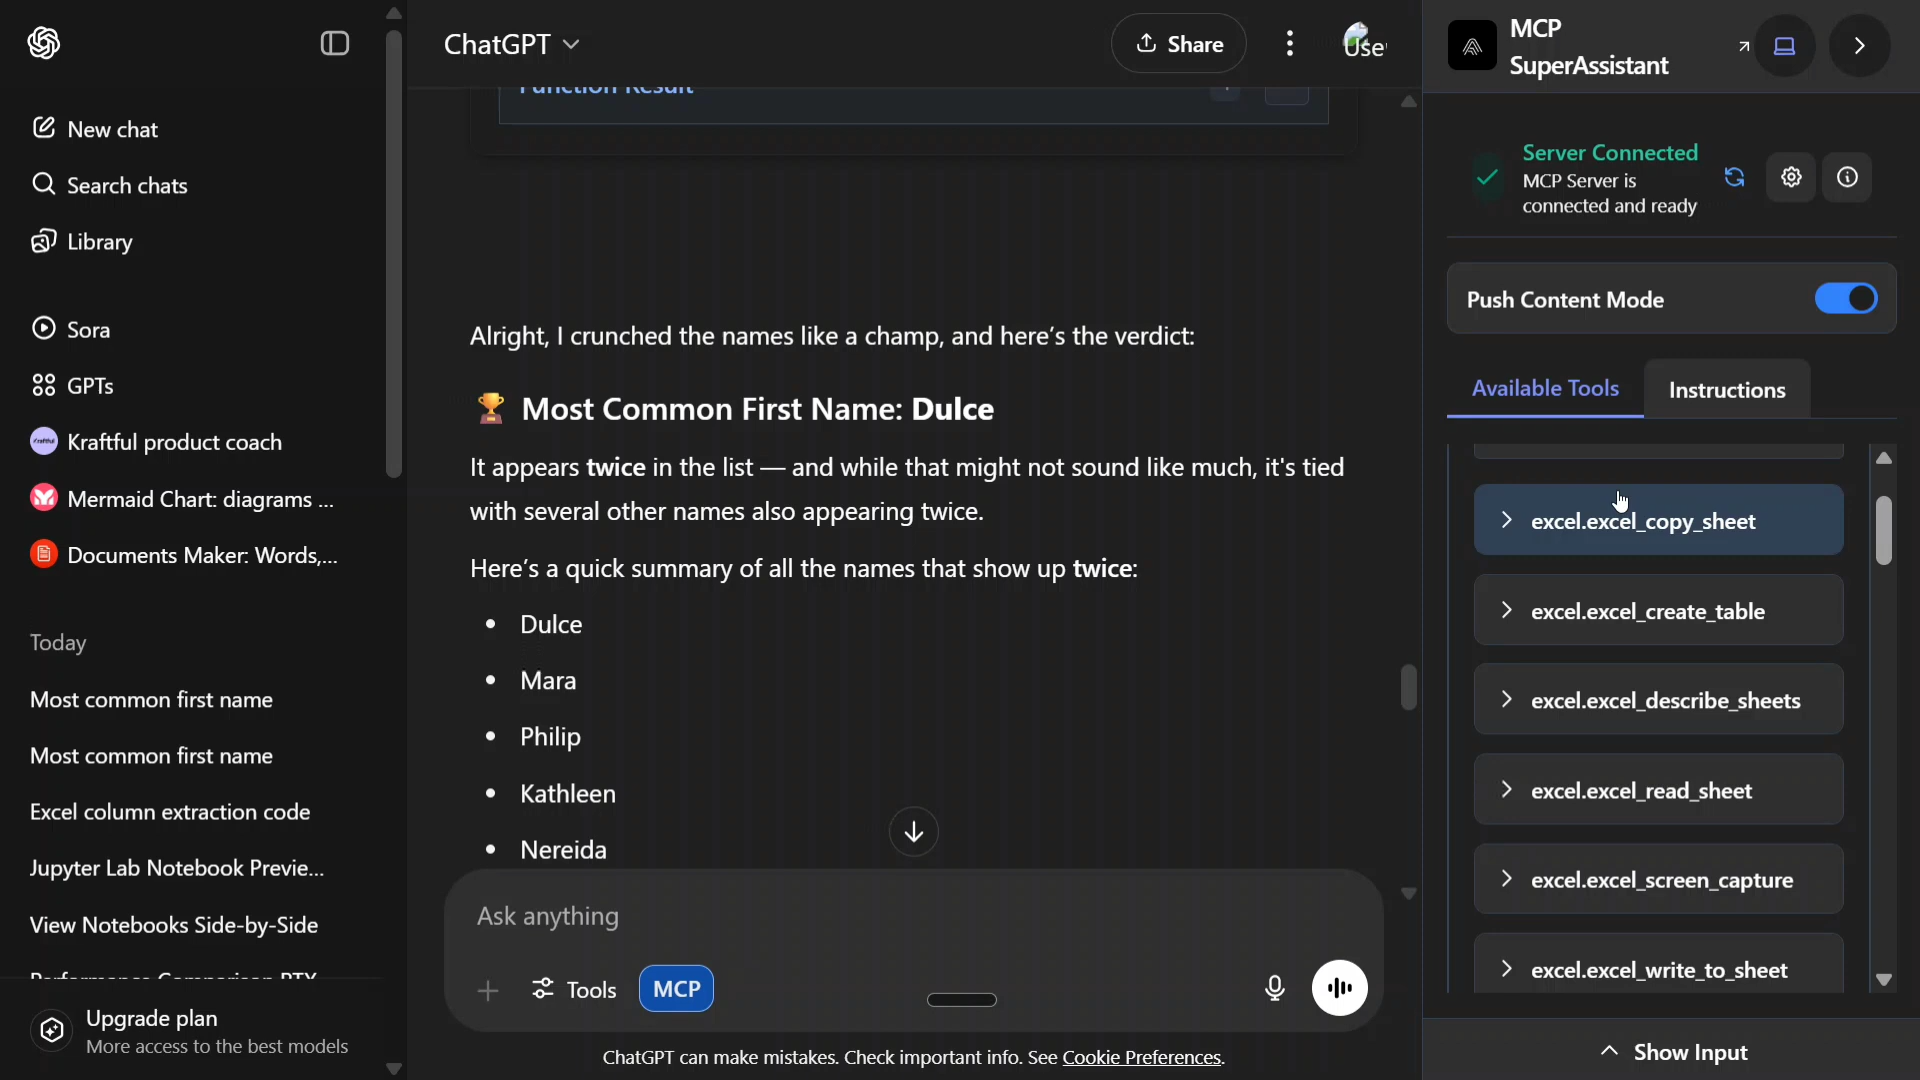 New chat
Search chats
Library
Sora
GPTs
Kraftful product coach
Mermaid Chart: diagrams ...
Documents Maker: Words,...
Today
Most common first name
Most common first name
Excel column extraction code
Jupyter Lab Notebook Previe...
View Notebooks Side-by-Side
Upgrade plan
More access to the best models
ChatGPT
Share
Use
Function Result
Alright, I crunched the names like a champ, and here’s the verdict:
🏆 Most Common First Name: Dulce
It appears twice in the list — and while that might not sound like much, it's tied
with several other names also appearing twice.
Here’s a quick summary of all the names that show up twice:
• Dulce
• Mara
• Philip
• Kathleen
• Nereida
Ask anything
Tools
MCP
ChatGPT can make mistakes. Check important info. See Cookie Preferences.
MCP
SuperAssistant
Server Connected
MCP Server is
connected and ready
Push Content Mode
Available Tools
Instructions
excel.excel_copy_sheet
excel.excel_create_table
excel.excel_describe_sheets
excel.excel_read_sheet
excel.excel_screen_capture
excel.excel_write_to_sheet
Show Input